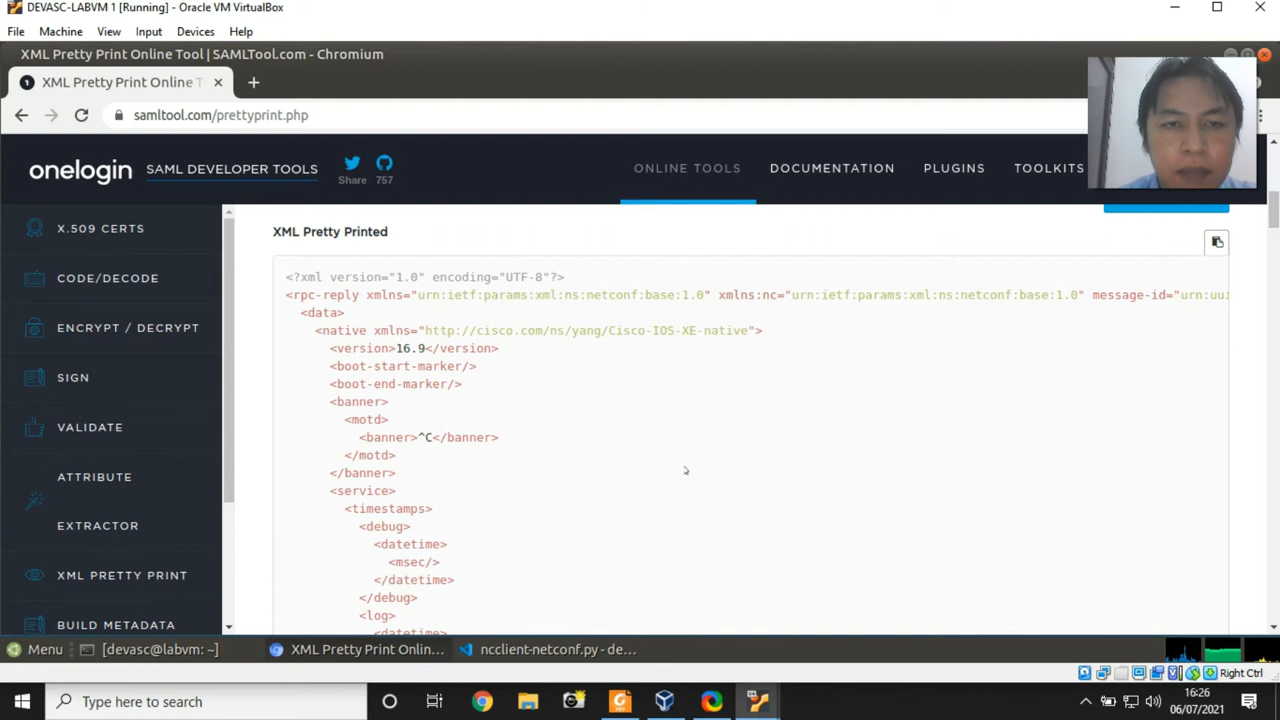 DEVASC-LABVM 1 [Running] - Oracle VM VirtualBox
File Machine View Input Devices Help
XML Pretty Print Online Tool | SAMLTool.com - Chromium
XML Pretty Print Online T
samltool.com/prettyprint.php
onelogin SAML DEVELOPER TOOLS
Share 757
ONLINE TOOLS DOCUMENTATION PLUGINS TOOLKITS
X.509 CERTS
CODE/DECODE
ENCRYPT / DECRYPT
SIGN
VALIDATE
ATTRIBUTE
EXTRACTOR
XML PRETTY PRINT
BUILD METADATA
XML Pretty Printed
<?xml version="1.0" encoding="UTF-8"?>
<rpc-reply xmlns="urn:ietf:params:xml:ns:netconf:base:1.0" xmlns:nc="urn:ietf:params:xml:ns:netconf:base:1.0" message-id="urn:uui
<data>
<native xmlns="http://cisco.com/ns/yang/Cisco-IOS-XE-native">
<version>16.9</version>
<boot-start-marker/>
<boot-end-marker/>
<banner>
<motd>
<banner>^C</banner>
</motd>
</banner>
<service>
<timestamps>
<debug>
<datetime>
<msec/>
</datetime>
</debug>
<log>
<datetime>
Menu [devasc@labvm: ~] XML Pretty Print Onlin... ncclient-netconf.py - de...
Right Ctrl
Type here to search
16:26
06/07/2021